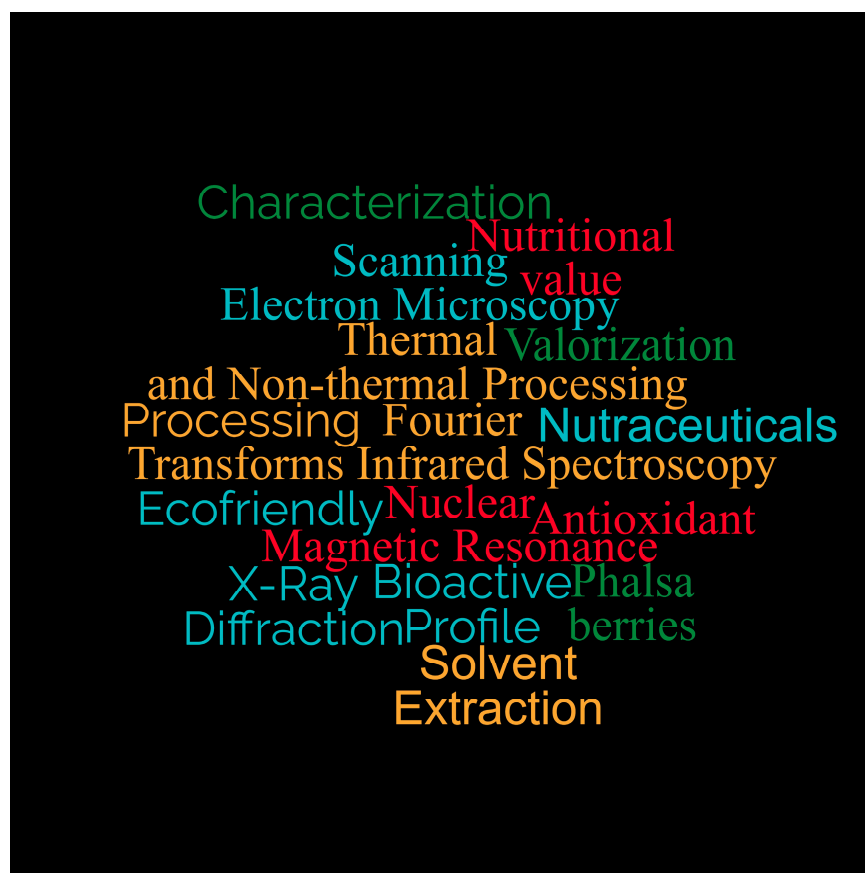 Characterization
Nutritional
value
Scanning
Electron Microscopy
Thermal
and Non-thermal Processing
Valorization
Processing
Fourier
Transforms Infrared Spectroscopy
Nutraceuticals
Ecofriendly
Nuclear
Magnetic Resonance
Antioxidant
X-Ray
Diffraction
Bioactive
Profile
Phalsa
berries
Solvent
Extraction